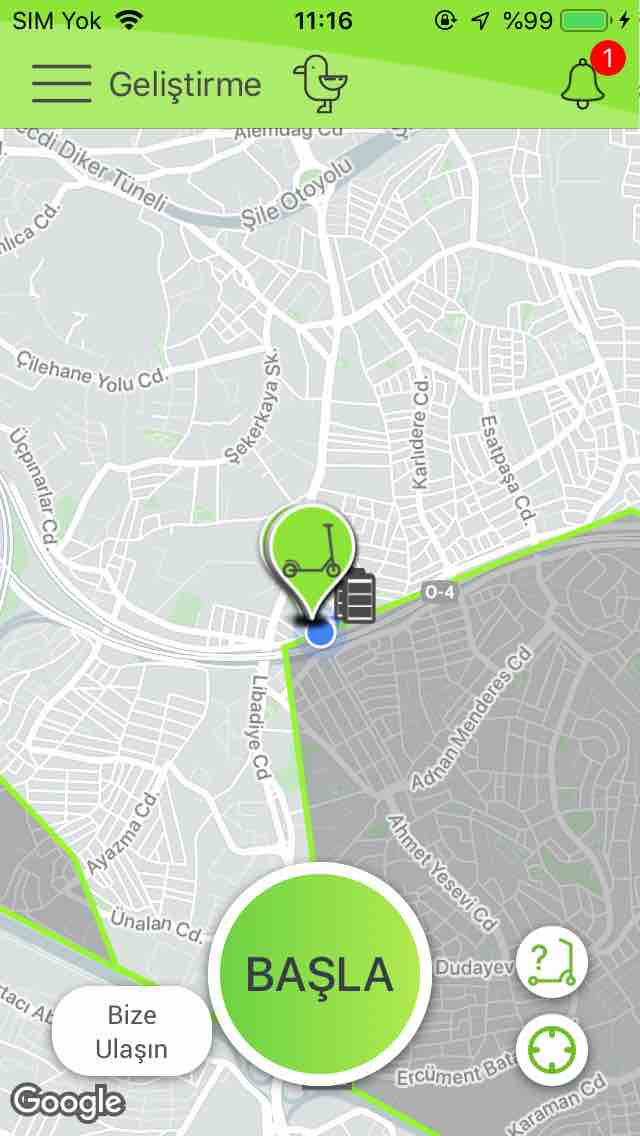 SIM Yok
11:16
%99
Geliştirme
1
Alemdağ Cd
Diker Tüneli
Şile Otoyolu
Çilehane Yolu Cd.
Şekerkaya Sk.
Karlıdere Cd.
Esatpaşa Cd.
Üçpınarlar Cd.
O-4
Libadiye Cd
Adnan Menderes Cd
Ayazma Cd.
Ahmet Yesevi Cd
Ünalan Cd.
BAŞLA
?
Dudayev
Bize
Ulaşın
Ercüment
Karaman Cd
Google